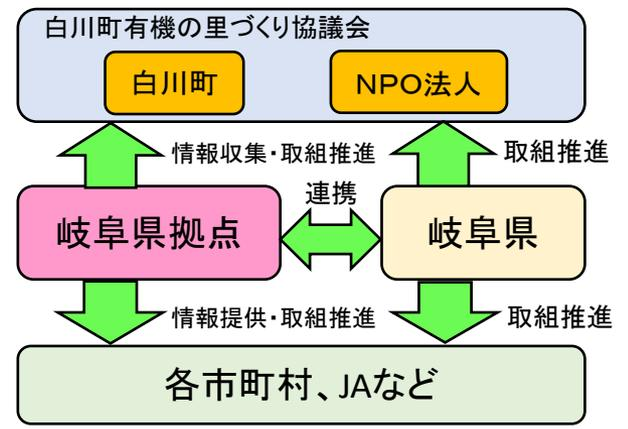 白川町有機の里づくり協議会
白川町
NPO法人
情報収集・取組推進
取組推進
連携
岐阜県拠点
岐阜県
情報提供・取組推進
取組推進
各市町村、JAなど